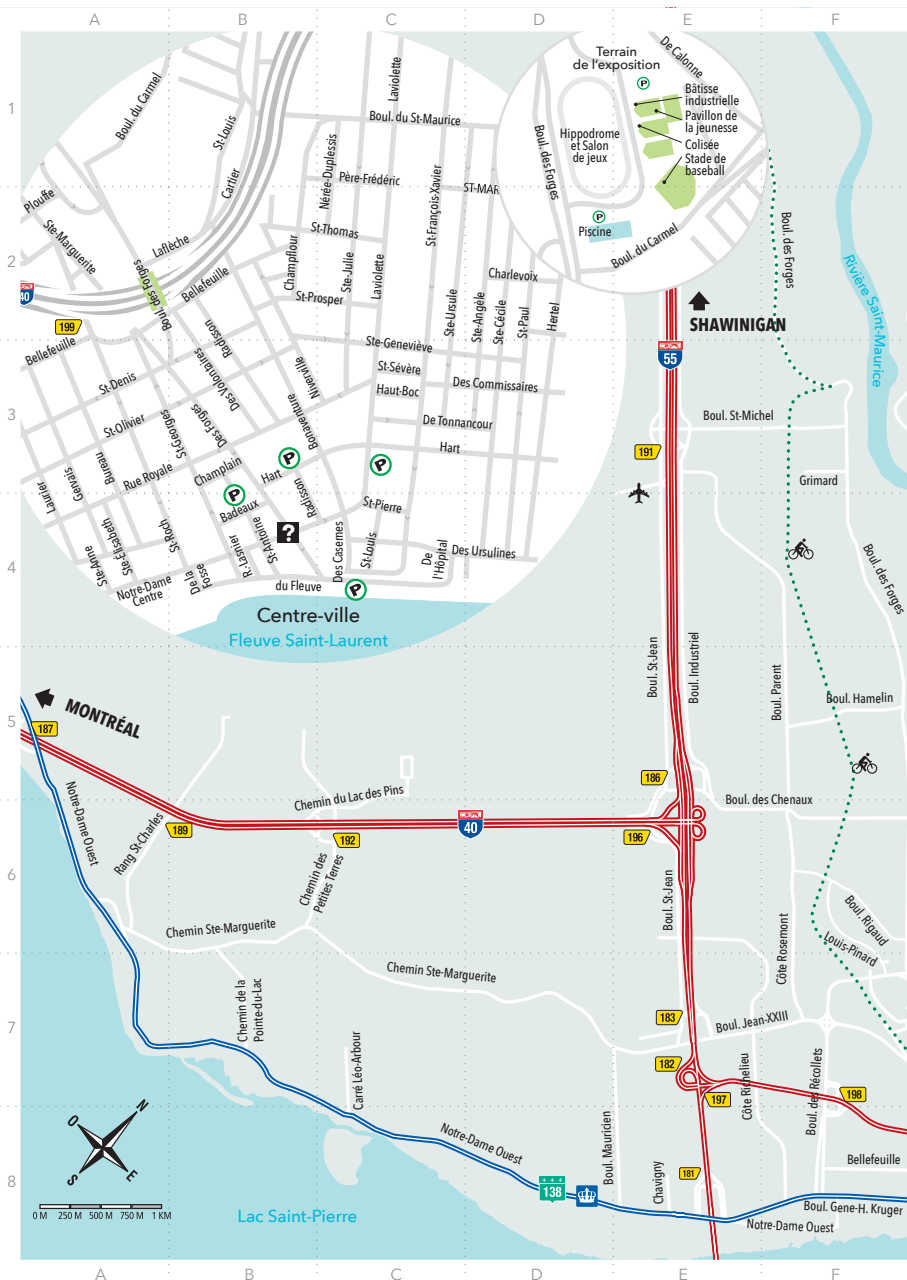 A
B
C
D
E
F
1
2
3
4
5
6
7
8
Boul. du Carmel
St-Louis
Cartier
Plouffe
Ste-Marguerite
Laflèche
Boul. des Forges
Boul. des Forges
Bellefeuille
40
199
Bellefeuille
Laviolette
Boul. du St-Maurice
Nérée-Duplessis
Père-Frédéric
St-François-Xavier
ST-MAR
St-Thomas
Champflour
Ste-Julie
Laviolette
St-Prosper
Charlevoix
Ste-Ursule
Ste-Angèle
Ste-Cécile
St-Paul
Hertel
Ste-Geneviève
St-Sévère
Haut-Boc
Des Commissaires
De Tonnancour
Hart
Radisson
Des Volontaires
Niverville
Bonaventure
St-Denis
St-Olivier
St-Georges
Des Forges
Rue Royale
Champlain
Hart
Badeaux
Radisson
Laurier
Gervais
Bureau
Ste-Anne
Ste-Élisabeth
St-Roch
Notre-Dame
Centre
De la
Fosse
R.-Lasnier
St-Antoine
?
P
P
P
P
St-Pierre
Des Casernes
St-Louis
De
l'Hôpital
Des Ursulines
du Fleuve
Centre-ville
Fleuve Saint-Laurent
Terrain
de l'exposition
P
De Calonne
Bâtisse
industrielle
Pavillon de
la jeunesse
Colisée
Stade de
baseball
Hippodrome
et Salon
de jeux
Boul. des Forges
P
Piscine
Boul. du Carmel
Boul. des Forges
Rivière Saint-Maurice
SHAWINIGAN
55
Boul. St-Michel
191
Grimard
Boul. des Forges
Boul. St-Jean
Boul. Industriel
Boul. Parent
Boul. Hamelin
186
Boul. des Chenaux
196
MONTRÉAL
187
Notre-Dame Ouest
Rang St-Charles
189
Chemin du Lac des Pins
192
40
Chemin des
Petites Terres
Chemin Ste-Marguerite
Chemin Ste-Marguerite
Boul. St-Jean
Côte Rosemont
Boul. Rigaud
Louis-Pinard
Chemin de la
Pointe-du-Lac
Carré Léo-Arbour
183
Boul. Jean-XXIII
182
197
Côte Richelieu
Boul. des Récollets
198
Notre-Dame Ouest
138
Boul. Mauricien
Chavigny
181
Bellefeuille
Boul. Gene-H. Kruger
Notre-Dame Ouest
Lac Saint-Pierre
N
O
S
E
0 M 250 M 500 M 750 M 1 KM
A
B
C
D
E
F